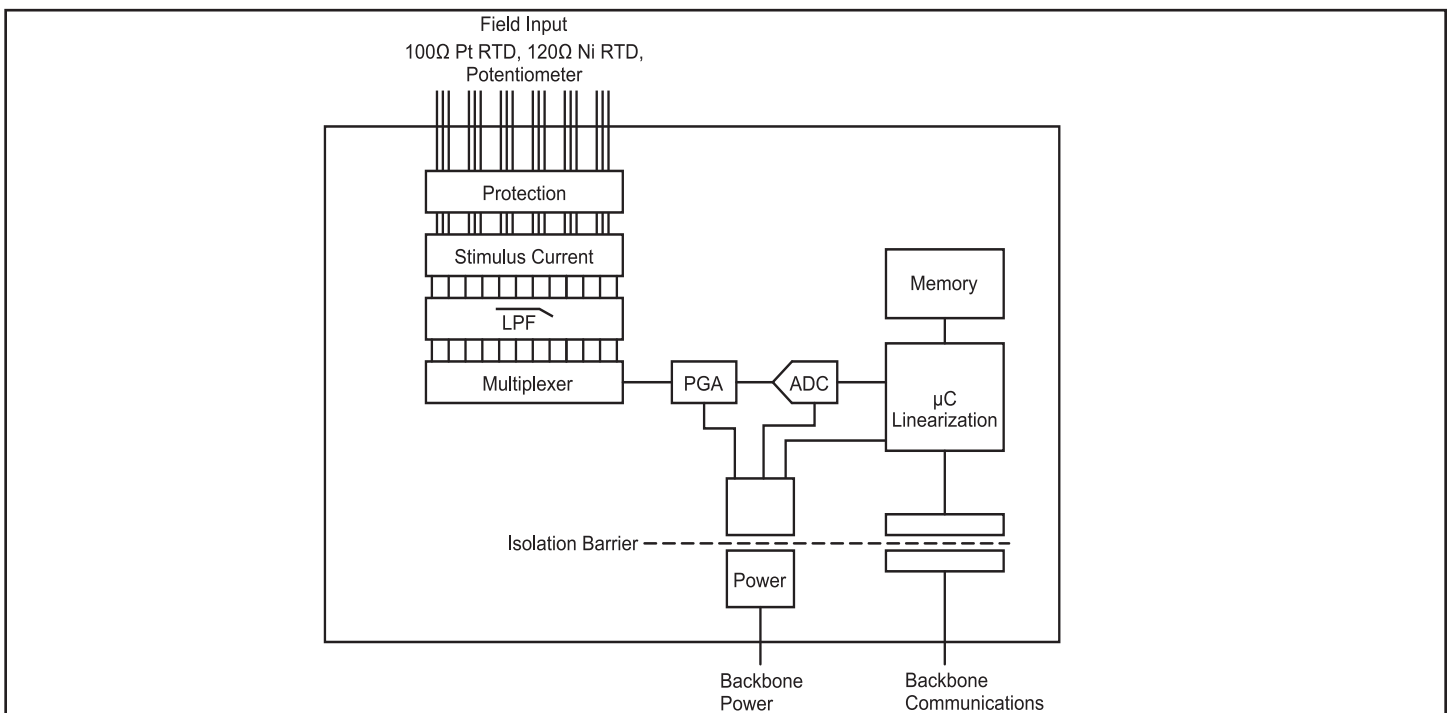 Field Input
100Ω Pt RTD, 120Ω Ni RTD,
Potentiometer
Protection
Stimulus Current
LPF
Multiplexer
PGA
ADC
Memory
µC
Linearization
Isolation Barrier
Power
Backbone
Power
Backbone
Communications